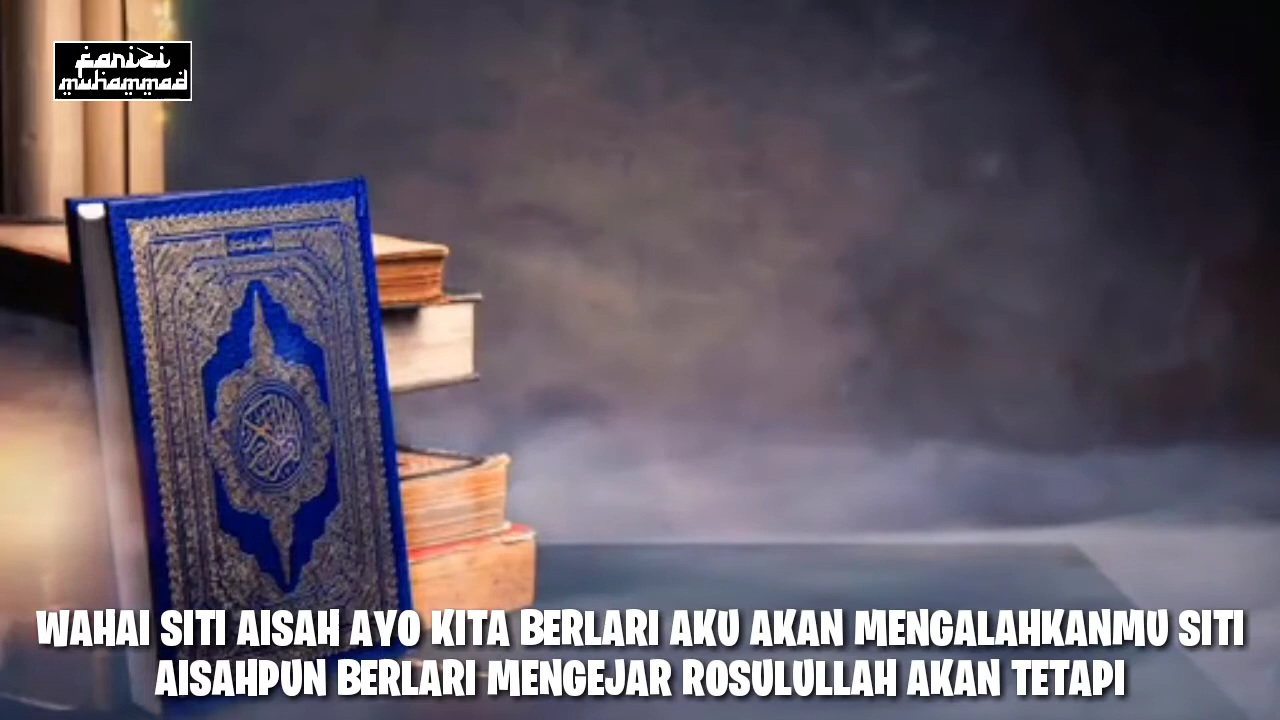 fanizi
muhammad
WAHAI SITI AISAH AYO KITA BERLARI AKU AKAN MENGALAHKANMU SITI
AISAHPUN BERLARI MENGEJAR ROSULULLAH AKAN TETAPI